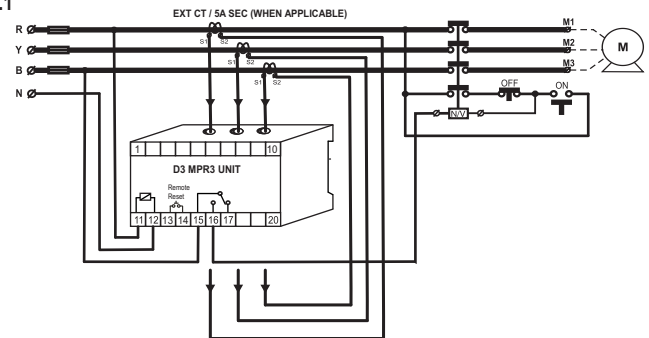 .1
EXT CT / 5A SEC (WHEN APPLICABLE)
R
Y
B
N
S1 S2
S1 S2
S1 S2
M1
M2
M3
M
OFF
ON
N/V
1 10
D3 MPR3 UNIT
Remote
Reset
11 12 13 14 15 16 17 20